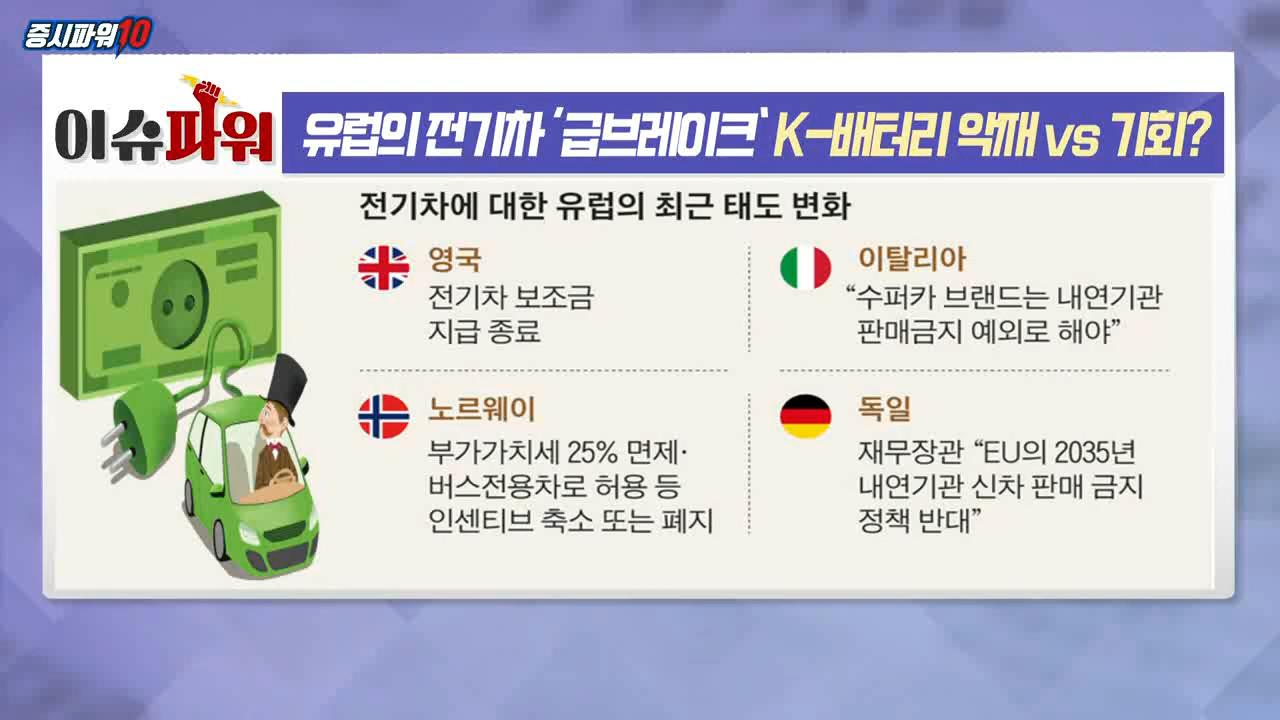 증시파워10
이슈파워
유럽의 전기차 '급브레이크' K-배터리 악재 vs 기회?
전기차에 대한 유럽의 최근 태도 변화
영국
전기차 보조금
지급 종료
이탈리아
“수퍼카 브랜드는 내연기관
판매금지 예외로 해야”
노르웨이
부가가치세 25% 면제·
버스전용차로 허용 등
인센티브 축소 또는 폐지
독일
재무장관 “EU의 2035년
내연기관 신차 판매 금지
정책 반대”